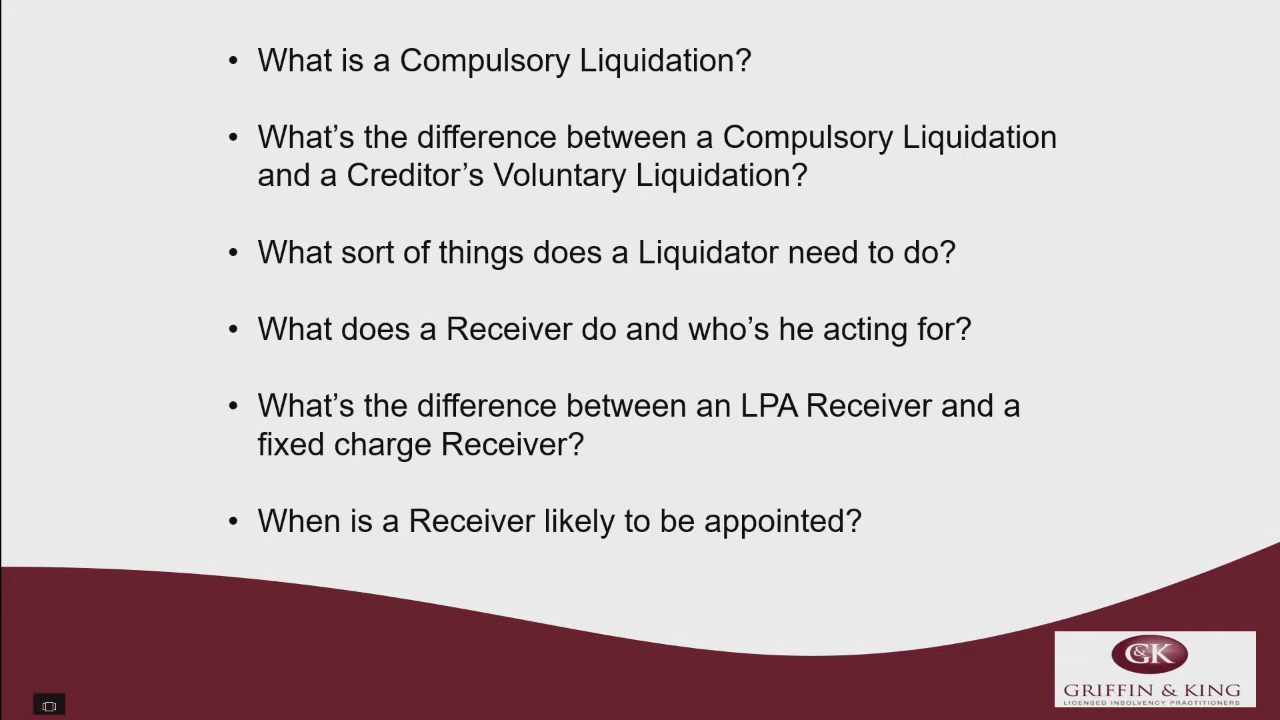 • What is a Compulsory Liquidation?
• What's the difference between a Compulsory Liquidation
and a Creditor's Voluntary Liquidation?
• What sort of things does a Liquidator need to do?
• What does a Receiver do and who's he acting for?
• What's the difference between an LPA Receiver and a
fixed charge Receiver?
• When is a Receiver likely to be appointed?
G&K
GRIFFIN & KING
LICENSED INSOLVENCY PRACTITIONERS